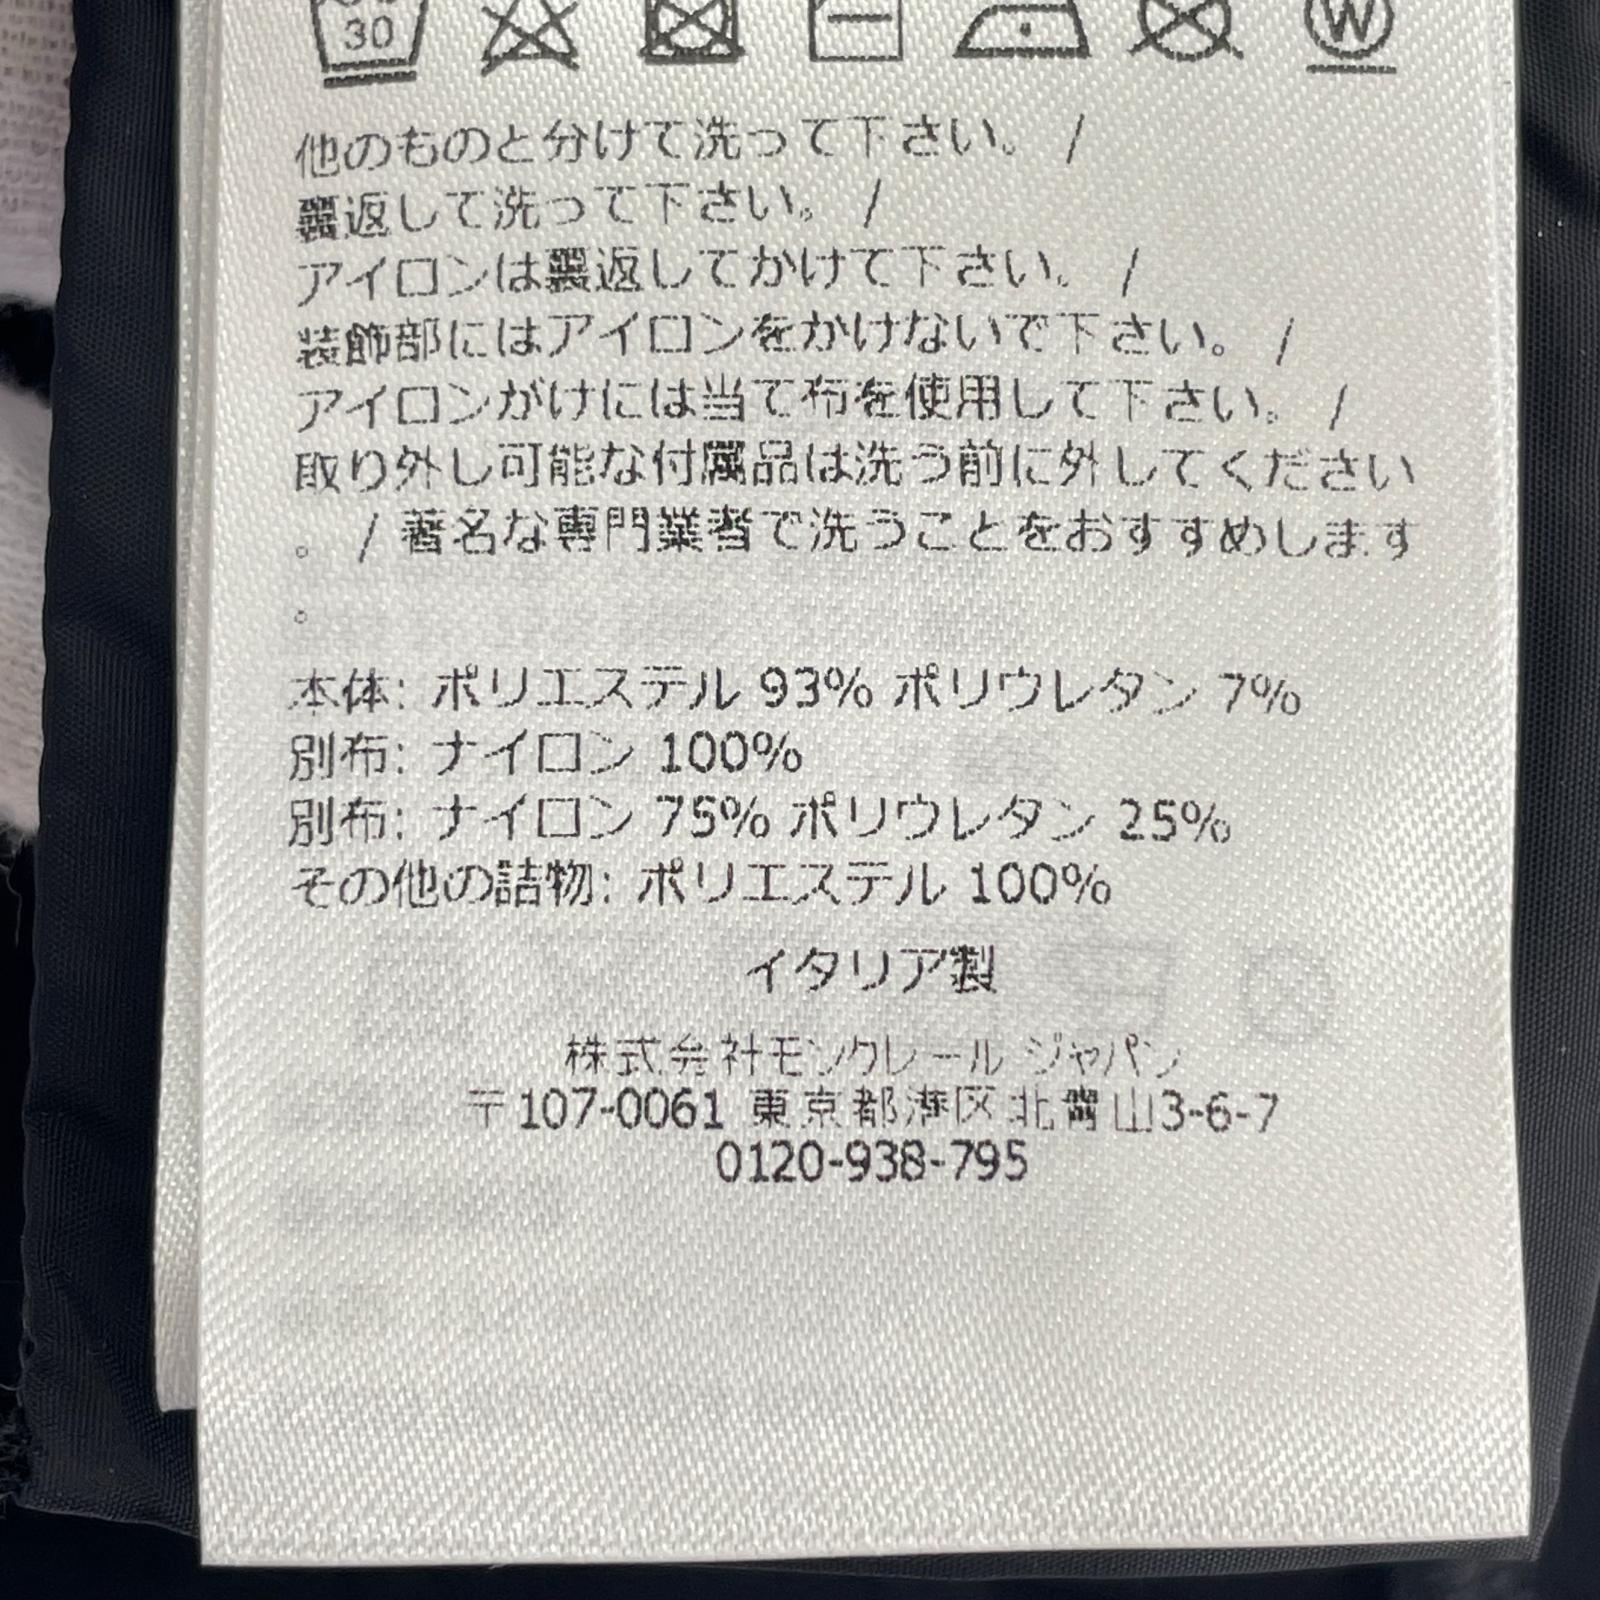 30
W
他のものと分けて洗って下さい。 /
裏返して洗って下さい。 /
アイロンは裏返してかけて下さい。 /
装飾部にはアイロンをかけないで下さい。 /
アイロンがけには当て布を使用して下さい。 /
取り外し可能な付属品は洗う前に外してください
。 / 著名な専門業者で洗うことをおすすめします
。
本体: ポリエステル 93% ポリウレタン 7%
別布: ナイロン 100%
別布: ナイロン 75% ポリウレタン 25%
その他の詰物: ポリエステル 100%
イタリア製
株式会社モンクレール ジャパン
〒107-0061 東京都港区北青山3-6-7
0120-938-795